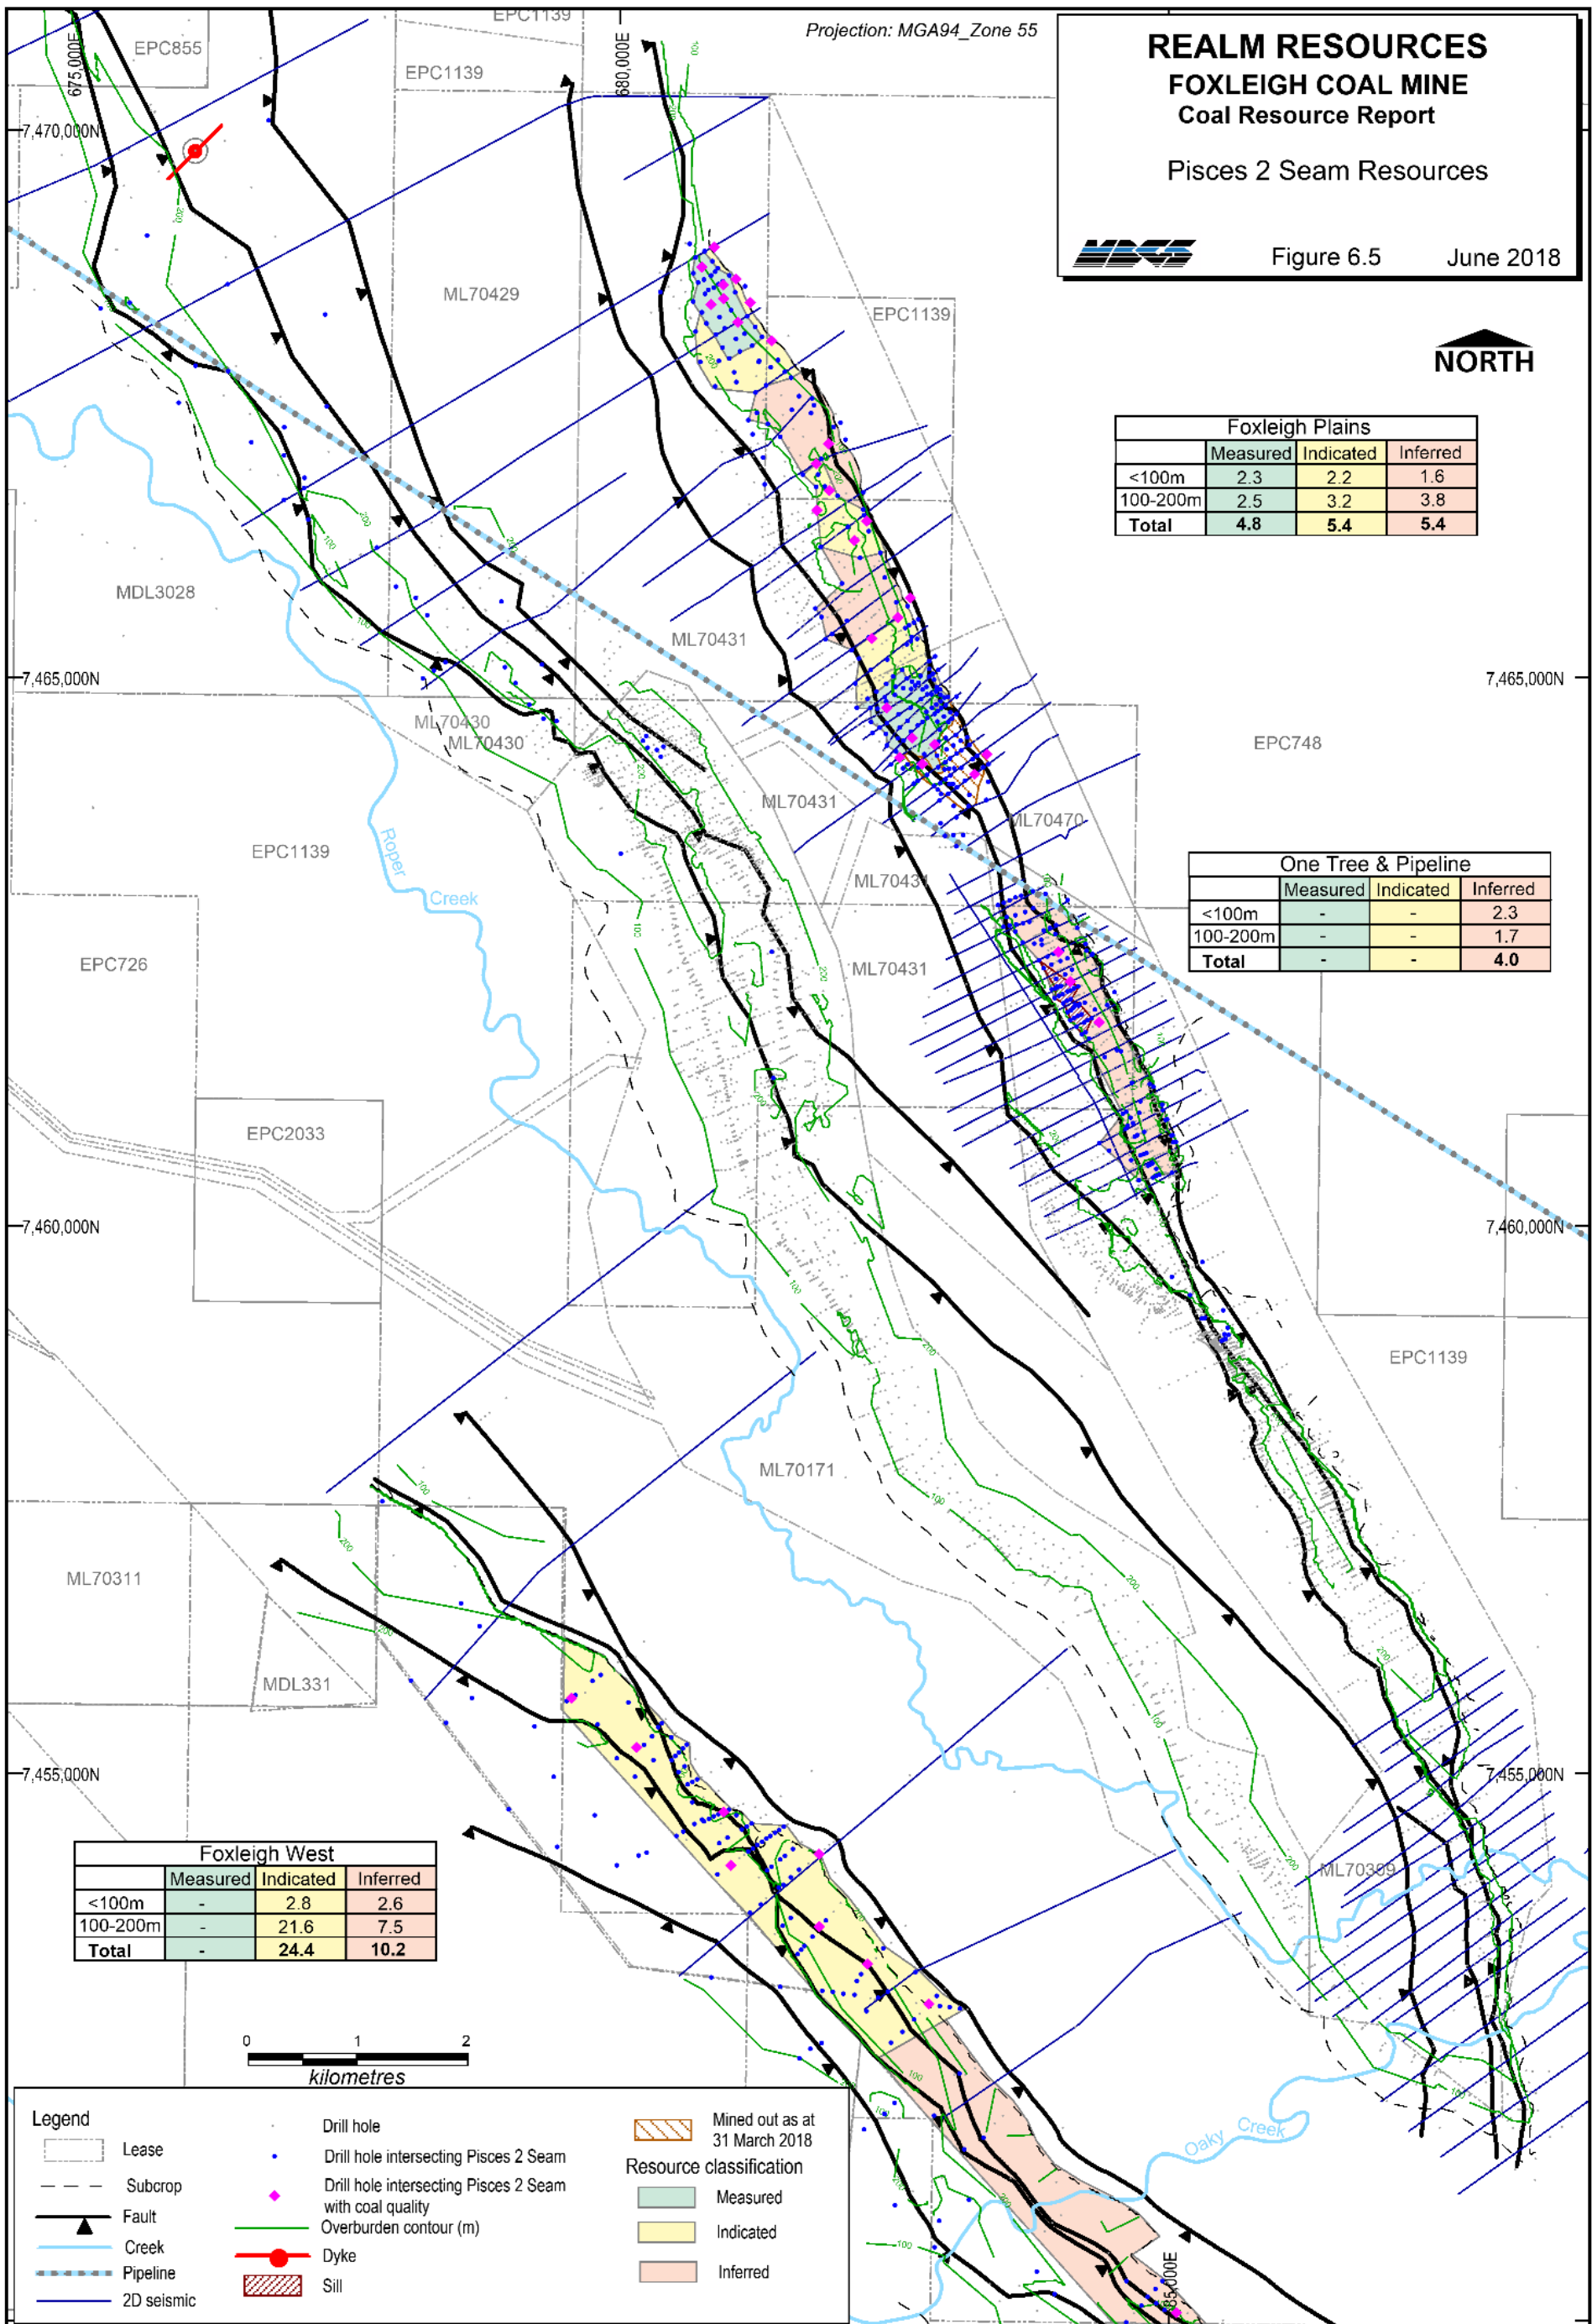 Projection: MGA94_Zone 55
REALM RESOURCES
FOXLEIGH COAL MINE
Coal Resource Report
Pisces 2 Seam Resources
Figure 6.5 June 2018
NORTH
EPC1139
EPC855
EPC1139
675,000E
680,000E
7,470,000N
ML70429
EPC1139
Foxleigh Plains
Measured Indicated Inferred
<100m 2.3 2.2 1.6
100-200m 2.5 3.2 3.8
Total 4.8 5.4 5.4
MDL3028
ML70431
7,465,000N
7,465,000N
ML70430
ML70430
EPC748
ML70431
ML70470
EPC1139
Roper
Creek
ML70431
One Tree & Pipeline
Measured Indicated Inferred
<100m - - 2.3
100-200m - - 1.7
Total - - 4.0
EPC726
ML70431
EPC2033
7,460,000N
7,460,000N
EPC1139
ML70171
ML70311
MDL331
7,455,000N
7,455,000N
ML70309
Foxleigh West
Measured Indicated Inferred
<100m - 2.8 2.6
100-200m - 21.6 7.5
Total - 24.4 10.2
0 1 2
kilometres
Oaky Creek
Legend
Lease
Subcrop
Fault
Creek
Pipeline
2D seismic
Drill hole
Drill hole intersecting Pisces 2 Seam
Drill hole intersecting Pisces 2 Seam
with coal quality
Overburden contour (m)
Dyke
Sill
Mined out as at
31 March 2018
Resource classification
Measured
Indicated
Inferred
100
200